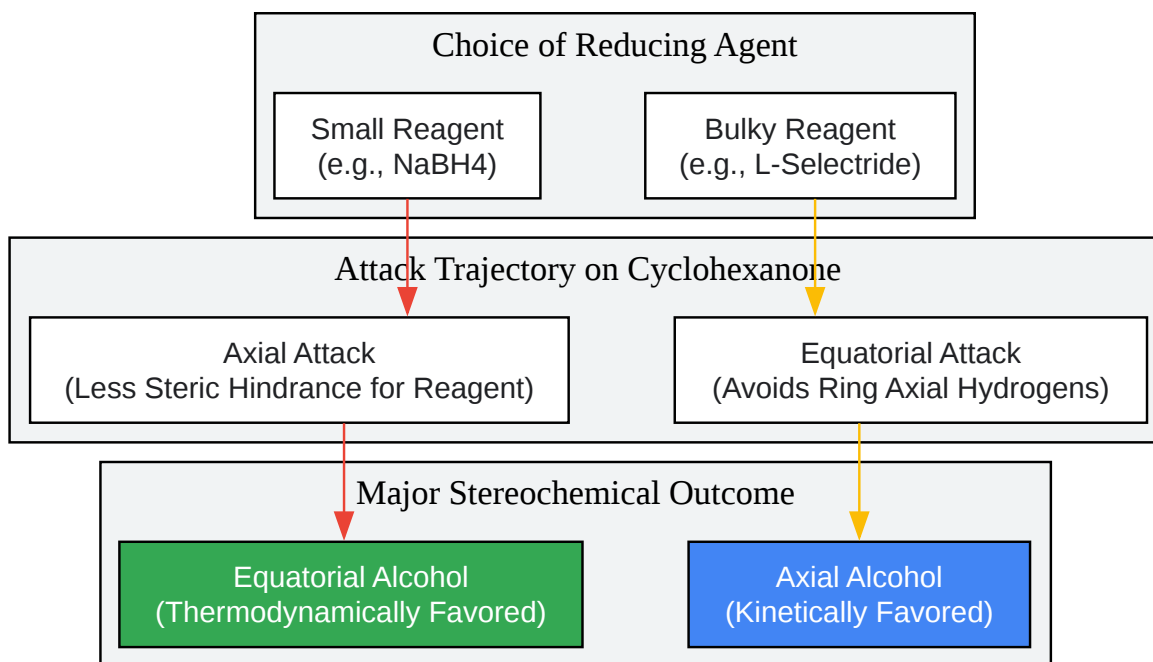 Choice of Reducing Agent
Small Reagent
(e.g., NaBH4)
Bulky Reagent
(e.g., L-Selectride)
Attack Trajectory on Cyclohexanone
Axial Attack
(Less Steric Hindrance for Reagent)
Equatorial Attack
(Avoids Ring Axial Hydrogens)
Major Stereochemical Outcome
Equatorial Alcohol
(Thermodynamically Favored)
Axial Alcohol
(Kinetically Favored)